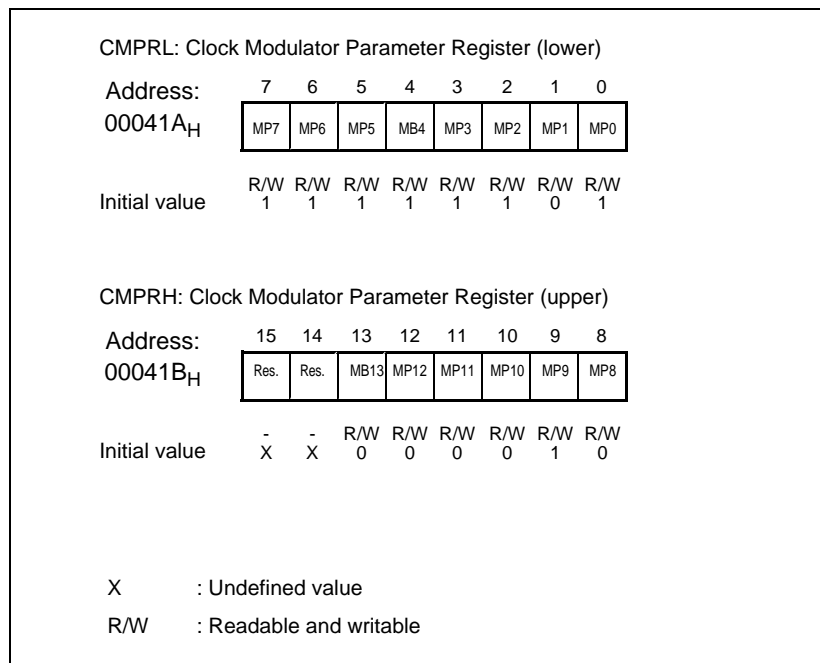 CMPRL: Clock Modulator Parameter Register (lower)
Address: 7 6 5 4 3 2 1 0
00041AH MP7 MP6 MP5 MB4 MP3 MP2 MP1 MP0
R/W R/W R/W R/W R/W R/W R/W R/W
Initial value 1 1 1 1 1 1 0 1
CMPRH: Clock Modulator Parameter Register (upper)
Address: 15 14 13 12 11 10 9 8
00041BH Res. Res. MB13 MP12 MP11 MP10 MP9 MP8
- - R/W R/W R/W R/W R/W R/W
Initial value X X 0 0 0 0 1 0
X : Undefined value
R/W : Readable and writable